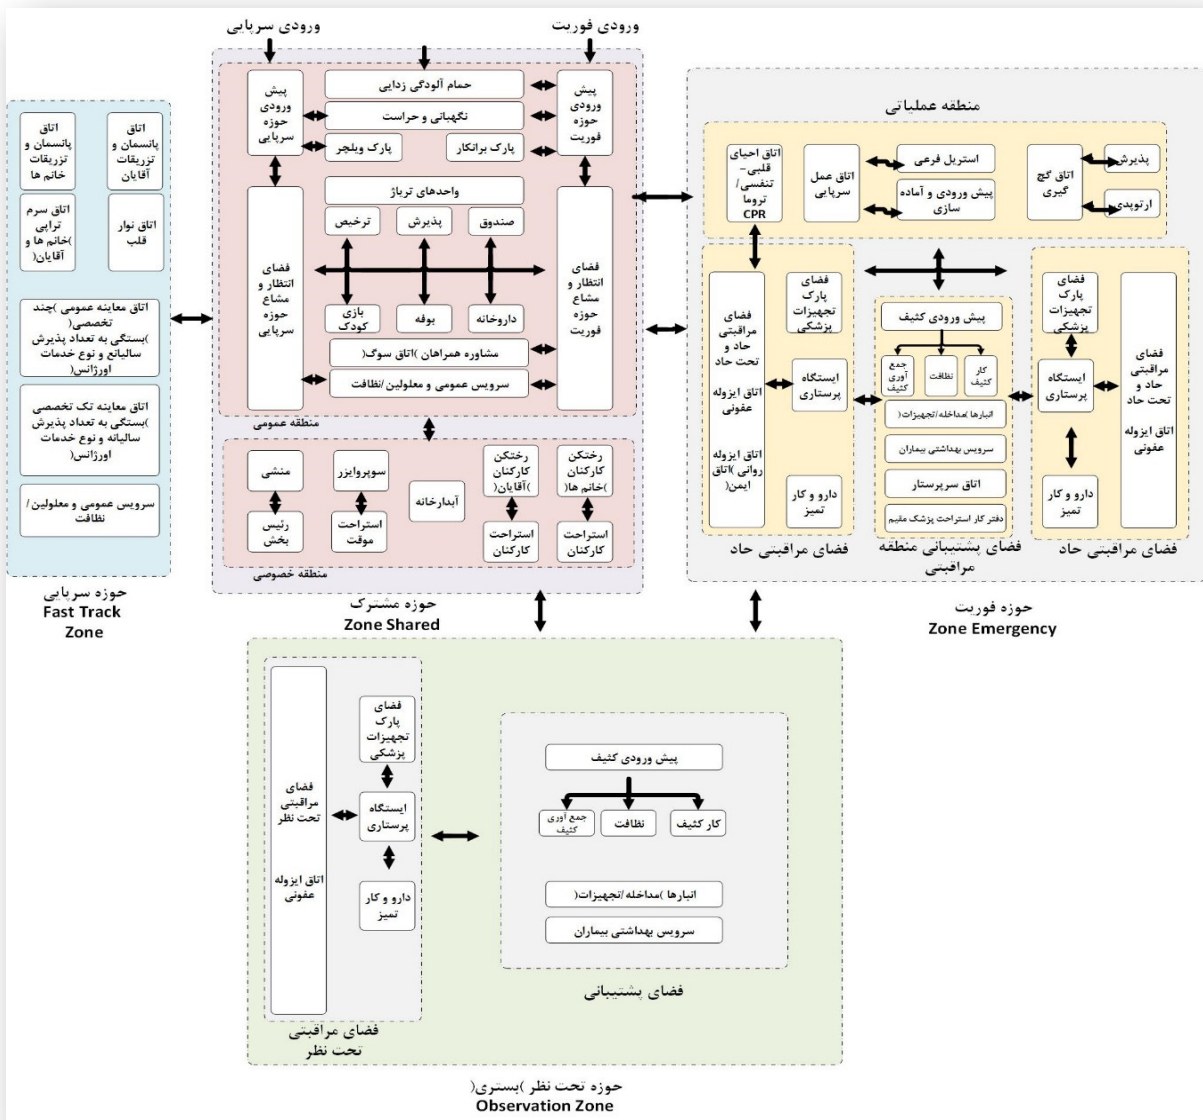 ورودی سرپایی
ورودی فوریت
پیش
ورودی
حوزه
سرپایی
حمام آلودگی زدایی
نگهبانی و حراست
پارک ویلچر
پارک برانکار
پیش
ورودی
حوزه
فوریت
واحدهای تریاژ
ترخیص
پذیرش
صندوق
فضای
انتظار و
مشاع
حوزه
سرپایی
فضای
انتظار و
مشاع
حوزه
فوریت
بازی
کودک
بوفه
داروخانه
مشاوره همراهان )اتاق سوگ(
سرویس عمومی و معلولین/نظافت
منطقه عمومی
منشی
رئیس
بخش
سوپروایزر
استراحت
موقت
آبدارخانه
رختکن
کارکنان
)آقایان(
استراحت
کارکنان
رختکن
کارکنان
)خانم ها(
استراحت
کارکنان
منطقه خصوصی
حوزه مشترک
Zone Shared
اتاق
پانسمان و
تزریقات
خانم ها
اتاق
پانسمان و
تزریقات
آقایان
اتاق سرم
تراپی
)خانم ها و
آقایان(
اتاق نوار
قلب
اتاق معاینه عمومی )چند
تخصصی(
)بستگی به تعداد پذیرش
سالیانع و نوع خدمات
اورژانس(
اتاق معاینه تک تخصصی
)بستگی به تعداد پذیرش
سالیانه و نوع خدمات
اورژانس(
سرویس عمومی و معلولین/
نظافت
حوزه سرپایی
Fast Track
Zone
منطقه عملیاتی
اتاق احیای
قلبی–
تنفسی/
تروما
CPR
اتاق عمل
سرپایی
استریل فرعی
پیش ورودی و آماده
سازی
اتاق گچ
گیری
پذیرش
ارتوپدی
فضای
مراقبتی
حاد و
تحت حاد
اتاق ایزوله
عفونی
اتاق ایزوله
روانی )اتاق
ایمن(
فضای
پارک
تجهیزات
پزشکی
ایستگاه
پرستاری
دارو و کار
تمیز
فضای مراقبتی حاد
پیش ورودی کثیف
جمع
آوری
کثیف
نظافت
کار
کثیف
انبارها )مداخله/تجهیزات(
سرویس بهداشتی بیماران
اتاق سرپرستار
دفتر کار استراحت پزشک مقیم
فضای پشتیبانی منطقه
مراقبتی
فضای
پارک
تجهیزات
پزشکی
ایستگاه
پرستاری
دارو و کار
تمیز
فضای
مراقبتی
حاد و
تحت حاد
اتاق ایزوله
عفونی
فضای مراقبتی حاد
حوزه فوریت
Zone Emergency
فضای
مراقبتی
تحت نظر
اتاق ایزوله
عفونی
فضای
پارک
تجهیزات
پزشکی
ایستگاه
پرستاری
دارو و کار
تمیز
فضای مراقبتی
تحت نظر
پیش ورودی کثیف
جمع آوری
کثیف
نظافت
کار کثیف
انبارها )مداخله/تجهیزات(
سرویس بهداشتی بیماران
فضای پشتیبانی
حوزه تحت نظر )بستری(
Observation Zone